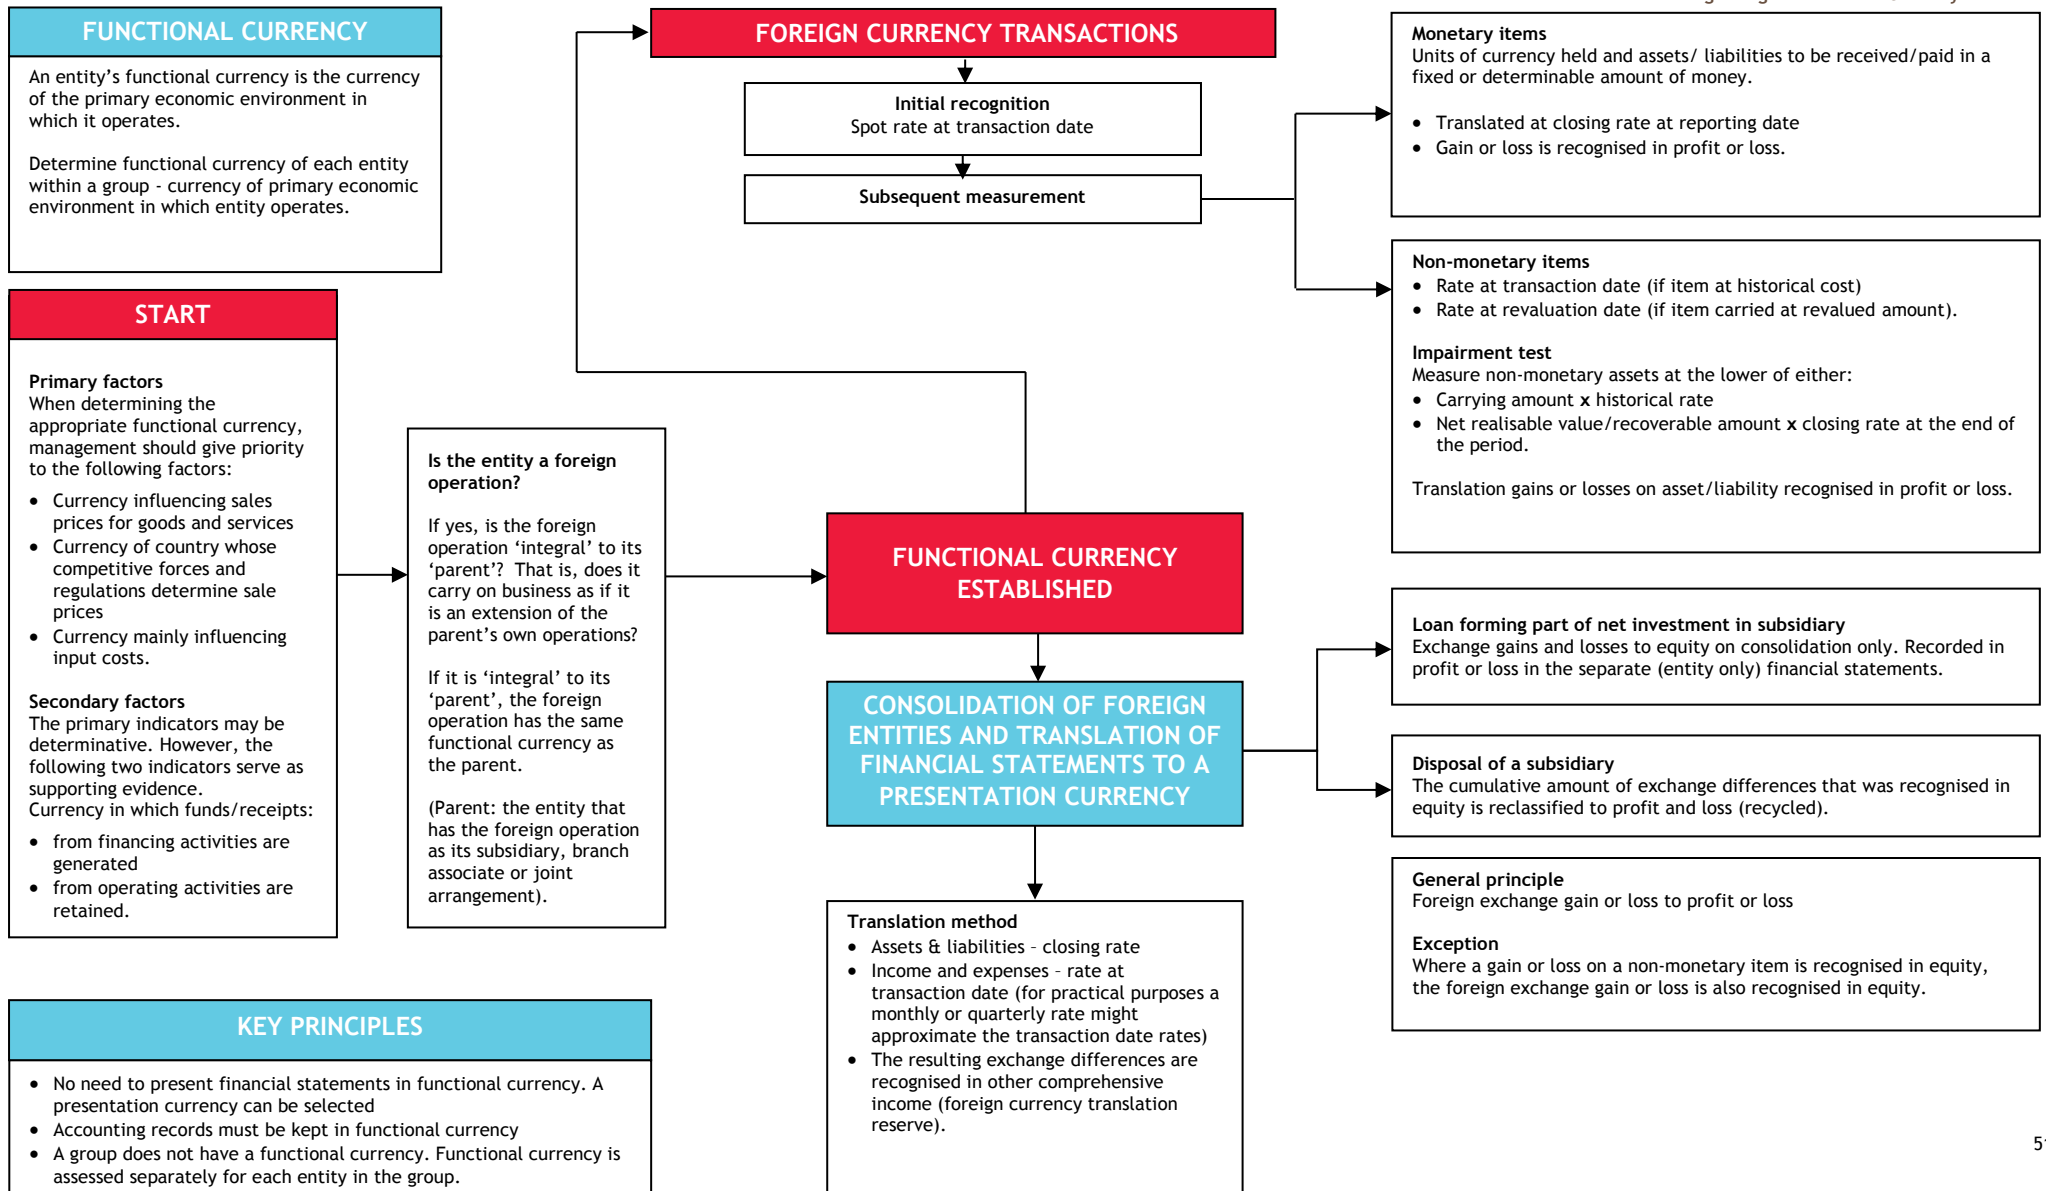 FUNCTIONAL CURRENCY
An entity’s functional currency is the currency
of the primary economic environment in
which it operates.
Determine functional currency of each entity
within a group - currency of primary economic
environment in which entity operates.
START
Primary factors
When determining the
appropriate functional currency,
management should give priority
to the following factors:
• Currency influencing sales
prices for goods and services
• Currency of country whose
competitive forces and
regulations determine sale
prices
• Currency mainly influencing
input costs.
Secondary factors
The primary indicators may be
determinative. However, the
following two indicators serve as
supporting evidence.
Currency in which funds/receipts:
• from financing activities are
generated
• from operating activities are
retained.
Is the entity a foreign
operation?
If yes, is the foreign
operation ‘integral’ to its
‘parent’? That is, does it
carry on business as if it
is an extension of the
parent’s own operations?
If it is ‘integral’ to its
‘parent’, the foreign
operation has the same
functional currency as
the parent.
(Parent: the entity that
has the foreign operation
as its subsidiary, branch
associate or joint
arrangement).
KEY PRINCIPLES
• No need to present financial statements in functional currency. A
presentation currency can be selected
• Accounting records must be kept in functional currency
• A group does not have a functional currency. Functional currency is
assessed separately for each entity in the group.
FOREIGN CURRENCY TRANSACTIONS
Initial recognition
Spot rate at transaction date
Subsequent measurement
FUNCTIONAL CURRENCY
ESTABLISHED
CONSOLIDATION OF FOREIGN
ENTITIES AND TRANSLATION OF
FINANCIAL STATEMENTS TO A
PRESENTATION CURRENCY
Translation method
• Assets & liabilities – closing rate
• Income and expenses – rate at
transaction date (for practical purposes a
monthly or quarterly rate might
approximate the transaction date rates)
• The resulting exchange differences are
recognised in other comprehensive
income (foreign currency translation
reserve).
Monetary items
Units of currency held and assets/ liabilities to be received/paid in a
fixed or determinable amount of money.
• Translated at closing rate at reporting date
• Gain or loss is recognised in profit or loss.
Non-monetary items
• Rate at transaction date (if item at historical cost)
• Rate at revaluation date (if item carried at revalued amount).
Impairment test
Measure non-monetary assets at the lower of either:
• Carrying amount x historical rate
• Net realisable value/recoverable amount x closing rate at the end of
the period.
Translation gains or losses on asset/liability recognised in profit or loss.
Loan forming part of net investment in subsidiary
Exchange gains and losses to equity on consolidation only. Recorded in
profit or loss in the separate (entity only) financial statements.
Disposal of a subsidiary
The cumulative amount of exchange differences that was recognised in
equity is reclassified to profit and loss (recycled).
General principle
Foreign exchange gain or loss to profit or loss
Exception
Where a gain or loss on a non-monetary item is recognised in equity,
the foreign exchange gain or loss is also recognised in equity.